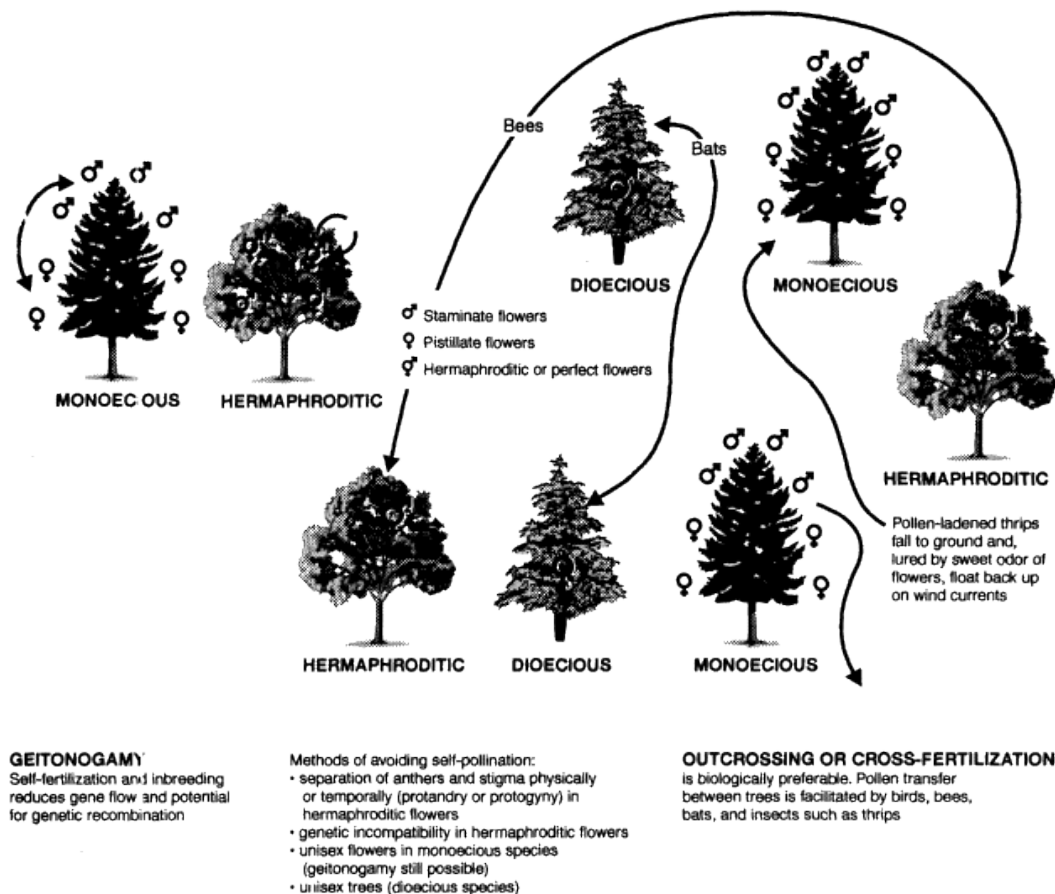 Bees
Bats
DIOECIOUS
MONOECIOUS
MONOEC OUS
HERMAPHRODITIC
♂ Staminate flowers
♀ Pistillate flowers
⚥ Hermaphroditic or perfect flowers
HERMAPHRODITIC
Pollen-ladened thrips
fall to ground and,
lured by sweet odor of
flowers, float back up
on wind currents
HERMAPHRODITIC
DIOECIOUS
MONOECIOUS
GEITONOGAMY
Self-fertilization and inbreeding
reduces gene flow and potential
for genetic recombination
Methods of avoiding self-pollination:
• separation of anthers and stigma physically
or temporally (protandry or protogyny) in
hermaphroditic flowers
• genetic incompatibility in hermaphroditic flowers
• unisex flowers in monoecious species
(geitonogamy still possible)
• unisex trees (dioecious species)
OUTCROSSING OR CROSS-FERTILIZATION
is biologically preferable. Pollen transfer
between trees is facilitated by birds, bees,
bats, and insects such as thrips